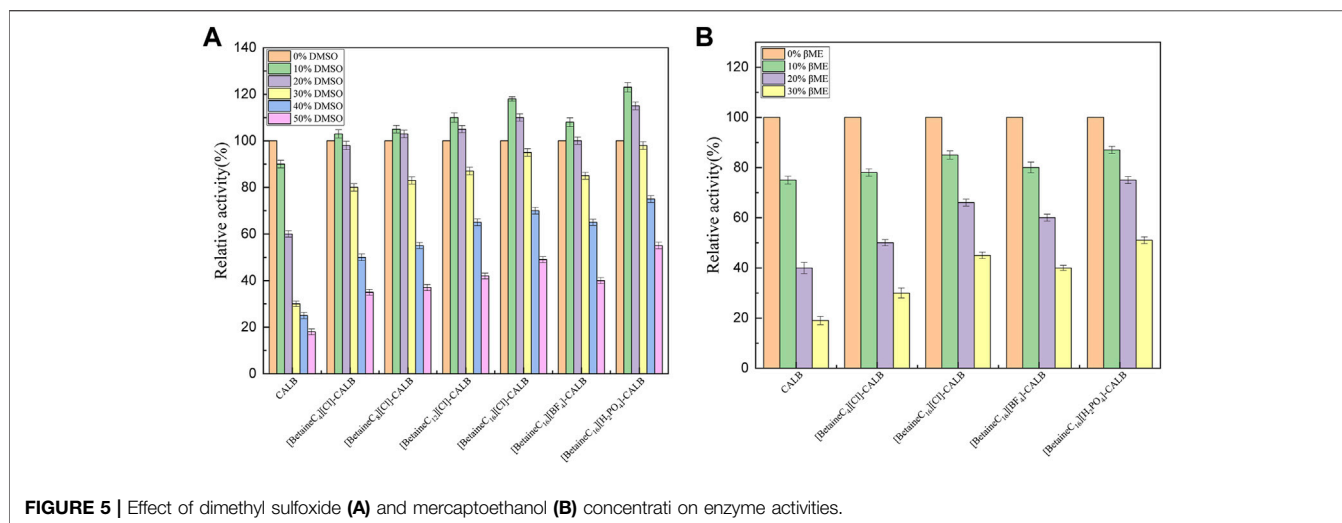 A
140
120
100
80
60
40
20
0
Relative activity(%)
0% DMSO
10% DMSO
20% DMSO
30% DMSO
40% DMSO
50% DMSO
CALB
[BetaineC₄][Cl]-CALB
[BetaineC₈][Cl]-CALB
[BetaineC₁₂][Cl]-CALB
[BetaineC₁₆][Cl]-CALB
[BetaineC₁₆][BF₄]-CALB
[BetaineC₁₆][H₂PO₄]-CALB
B
120
100
80
60
40
20
0
Relative activity(%)
0% βME
10% βME
20% βME
30% βME
CALB
[BetaineC₄][Cl]-CALB
[BetaineC₁₆][Cl]-CALB
[BetaineC₁₆][BF₄]-CALB
[BetaineC₁₆][H₂PO₄]-CALB
FIGURE 5 | Effect of dimethyl sulfoxide (A) and mercaptoethanol (B) concentrati on enzyme activities.